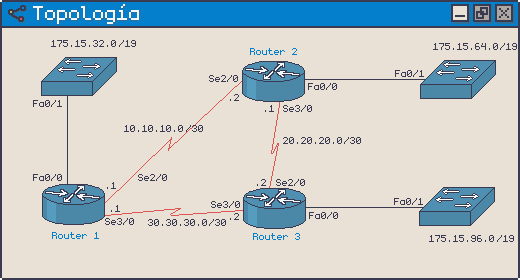 Topología
175.15.32.0/19
Router 2
175.15.64.0/19
Se2/0
Fa0/0
Fa0/1
Fa0/1
.2
.1
Se3/0
10.10.10.0/30
20.20.20.0/30
Fa0/0
.1
Se2/0
.2
Se2/0
.1
Se3/0
Fa0/1
Se3/0
30.30.30.0/30
.2
Fa0/0
Router 1
Router 3
175.15.96.0/19